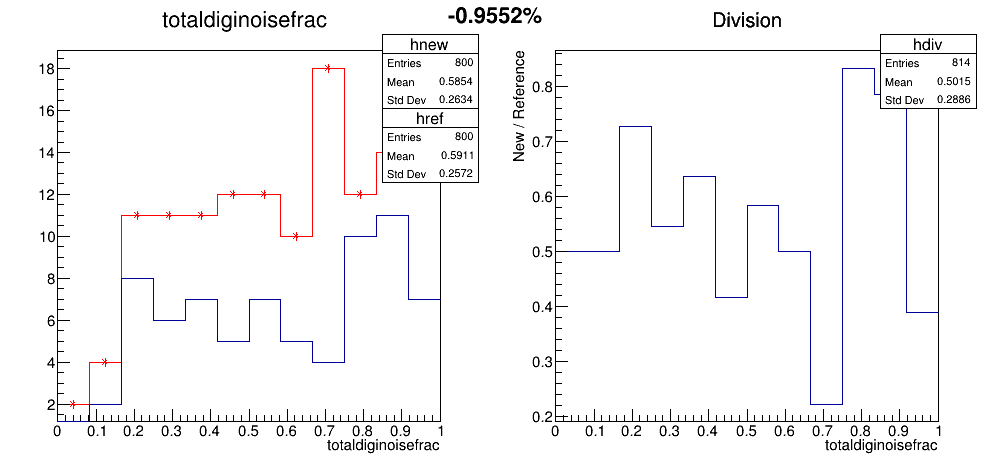 totaldiginoisefrac
-0.9552%
Division
hnew
Entries 800
Mean 0.5854
Std Dev 0.2634
href
Entries 800
Mean 0.5911
Std Dev 0.2572
18
16
14
12
10
8
6
4
2
0 0.1 0.2 0.3 0.4 0.5 0.6 0.7 0.8 0.9 1
totaldiginoisefrac
hdiv
Entries 814
Mean 0.5015
Std Dev 0.2886
New / Reference
0.8
0.7
0.6
0.5
0.4
0.3
0.2
0 0.1 0.2 0.3 0.4 0.5 0.6 0.7 0.8 0.9 1
totaldiginoisefrac